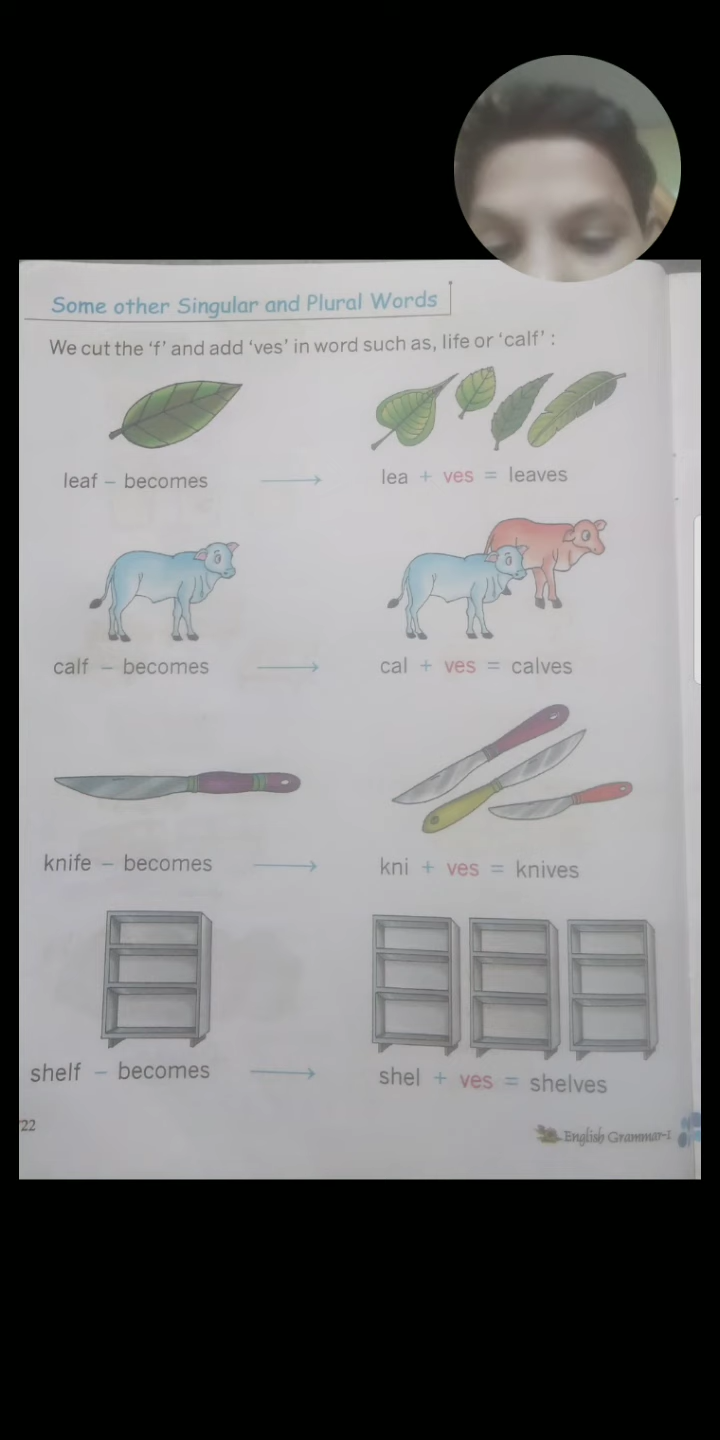 Some other Singular and Plural Words
We cut the ‘f’ and add ‘ves’ in word such as, life or ‘calf’ :
leaf – becomes → lea + ves = leaves
calf – becomes → cal + ves = calves
knife – becomes → kni + ves = knives
shelf – becomes → shel + ves = shelves
22
English Grammar-1